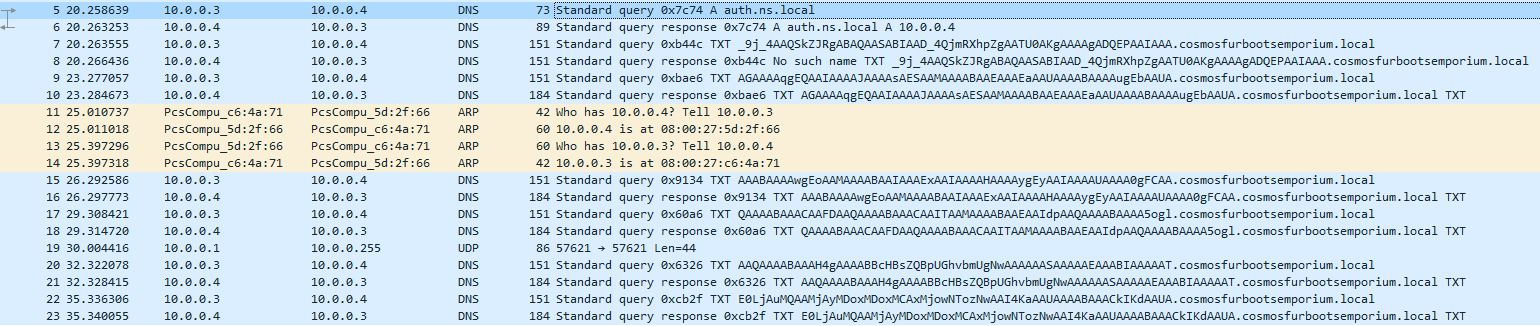 5 20.258639 10.0.0.3 10.0.0.4 DNS 73 Standard query 0x7c74 A auth.ns.local
6 20.263253 10.0.0.4 10.0.0.3 DNS 89 Standard query response 0x7c74 A auth.ns.local A 10.0.0.4
7 20.263555 10.0.0.3 10.0.0.4 DNS 151 Standard query 0xb44c TXT _9j_4AAQSkZJRgABAQAASABIAAD_4QjmRXhpZgAATU0AKgAAAAgADQEPAAIAAA.cosmosfurbootsemporium.local
8 20.266436 10.0.0.4 10.0.0.3 DNS 151 Standard query response 0xb44c No such name TXT _9j_4AAQSkZJRgABAQAASABIAAD_4QjmRXhpZgAATU0AKgAAAAgADQEPAAIAAA.cosmosfurbootsemporium.local
9 23.277057 10.0.0.3 10.0.0.4 DNS 151 Standard query 0xbae6 TXT AGAAAAqgEQAAIAAAAJAAAAsAESAAMAAAABAAEAAAEaAAUAAAABAAAAugEbAAUA.cosmosfurbootsemporium.local
10 23.284673 10.0.0.4 10.0.0.3 DNS 184 Standard query response 0xbae6 TXT AGAAAAqgEQAAIAAAAJAAAAsAESAAMAAAABAAEAAAEaAAUAAAABAAAAugEbAAUA.cosmosfurbootsemporium.local TXT
11 25.010737 PcsCompu_c6:4a:71 PcsCompu_5d:2f:66 ARP 42 Who has 10.0.0.4? Tell 10.0.0.3
12 25.011018 PcsCompu_5d:2f:66 PcsCompu_c6:4a:71 ARP 60 10.0.0.4 is at 08:00:27:5d:2f:66
13 25.397296 PcsCompu_5d:2f:66 PcsCompu_c6:4a:71 ARP 60 Who has 10.0.0.3? Tell 10.0.0.4
14 25.397318 PcsCompu_c6:4a:71 PcsCompu_5d:2f:66 ARP 42 10.0.0.3 is at 08:00:27:c6:4a:71
15 26.292586 10.0.0.3 10.0.0.4 DNS 151 Standard query 0x9134 TXT AAABAAAAwgEoAAMAAAABAAIAAAExAAIAAAAHAAAAygEyAAIAAAAUAAAA0gFCAA.cosmosfurbootsemporium.local
16 26.297773 10.0.0.4 10.0.0.3 DNS 184 Standard query response 0x9134 TXT AAABAAAAwgEoAAMAAAABAAIAAAExAAIAAAAHAAAAygEyAAIAAAAUAAAA0gFCAA.cosmosfurbootsemporium.local TXT
17 29.308421 10.0.0.3 10.0.0.4 DNS 151 Standard query 0x60a6 TXT QAAAABAAACAAFDAAQAAAABAAACAAITAAMAAAABAAEAAIdpAAQAAAABAAAA5ogl.cosmosfurbootsemporium.local
18 29.314720 10.0.0.4 10.0.0.3 DNS 184 Standard query response 0x60a6 TXT QAAAABAAACAAFDAAQAAAABAAACAAITAAMAAAABAAEAAIdpAAQAAAABAAAA5ogl.cosmosfurbootsemporium.local TXT
19 30.004416 10.0.0.1 10.0.0.255 UDP 86 57621 → 57621 Len=44
20 32.322078 10.0.0.3 10.0.0.4 DNS 151 Standard query 0x6326 TXT AAQAAAABAAAH4gAAAABBcHBsZQBpUGhvbmUgNwAAAAAASAAAAAEAAABIAAAAAT.cosmosfurbootsemporium.local
21 32.328415 10.0.0.4 10.0.0.3 DNS 184 Standard query response 0x6326 TXT AAQAAAABAAAH4gAAAABBcHBsZQBpUGhvbmUgNwAAAAAASAAAAAEAAABIAAAAAT.cosmosfurbootsemporium.local TXT
22 35.336306 10.0.0.3 10.0.0.4 DNS 151 Standard query 0xcb2f TXT E0LjAuMQAAMjAyMDoxMDoxMCAxMjowNTozNwAAI4KaAAUAAAABAAACkIKdAAUA.cosmosfurbootsemporium.local
23 35.340055 10.0.0.4 10.0.0.3 DNS 184 Standard query response 0xcb2f TXT E0LjAuMQAAMjAyMDoxMDoxMCAxMjowNTozNwAAI4KaAAUAAAABAAACkIKdAAUA.cosmosfurbootsemporium.local TXT